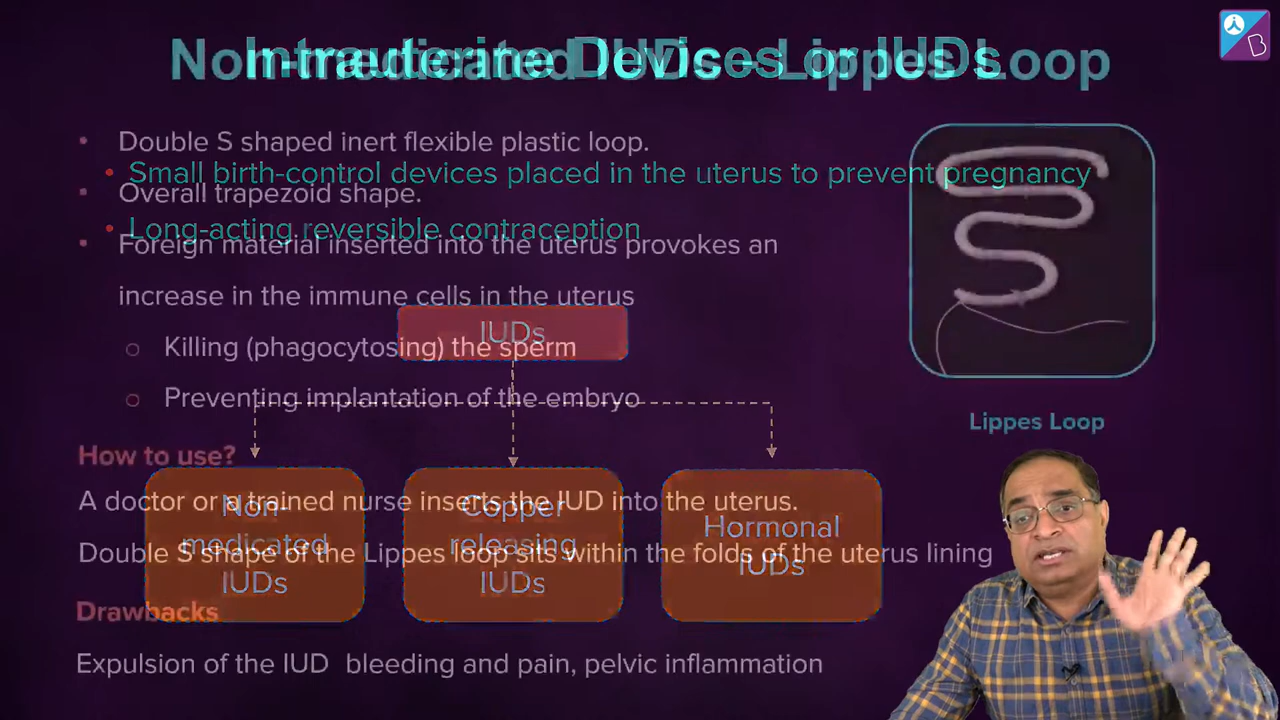 Non-medicated IUDs - Lippes Loop
Intrauterine Devices or IUDs
• Double S shaped inert flexible plastic loop.
• Small birth-control devices placed in the uterus to prevent pregnancy
• Overall trapezoid shape.
• Long-acting reversible contraception
• Foreign material inserted into the uterus provokes an
increase in the immune cells in the uterus
IUDs
○ Killing (phagocytosing) the sperm
○ Preventing implantation of the embryo
Lippes Loop
How to use?
A doctor or a trained nurse inserts the IUD into the uterus.
Double S shape of the Lippes loop sits within the folds of the uterus lining
Non-
medicated
IUDs
Copper
releasing
IUDs
Hormonal
IUDs
Drawbacks
Expulsion of the IUD bleeding and pain, pelvic inflammation
B